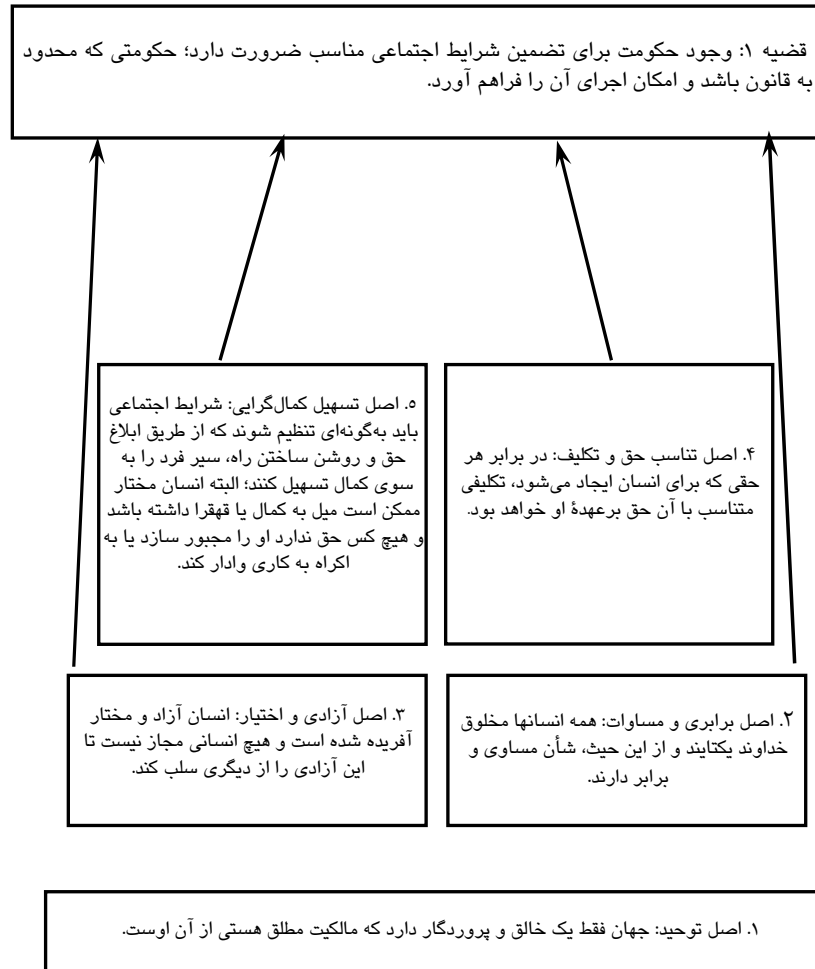 قضیه ۱: وجود حکومت برای تضمین شرایط اجتماعی مناسب ضرورت دارد؛ حکومتی که محدود
به قانون باشد و امکان اجرای آن را فراهم آورد.
۴. اصل تناسب حق و تکلیف: در برابر هر
حقی که برای انسان ایجاد می‌شود، تکلیفی
متناسب با آن حق برعهدهٔ او خواهد بود.
۵. اصل تسهیل کمال‌گرایی: شرایط اجتماعی
باید به‌گونه‌ای تنظیم شوند که از طریق ابلاغ
حق و روشن ساختن راه، سیر فرد را به
سوی کمال تسهیل کنند؛ البته انسان مختار
ممکن است میل به کمال یا قهقرا داشته باشد
و هیچ کس حق ندارد او را مجبور سازد یا به
اکراه به کاری وادار کند.
۲. اصل برابری و مساوات: همه انسانها مخلوق
خداوند یکتایند و از این حیث، شأن مساوی و
برابر دارند.
۳. اصل آزادی و اختیار: انسان آزاد و مختار
آفریده شده است و هیچ انسانی مجاز نیست تا
این آزادی را از دیگری سلب کند.
۱. اصل توحید: جهان فقط یک خالق و پروردگار دارد که مالکیت مطلق هستی از آن اوست.